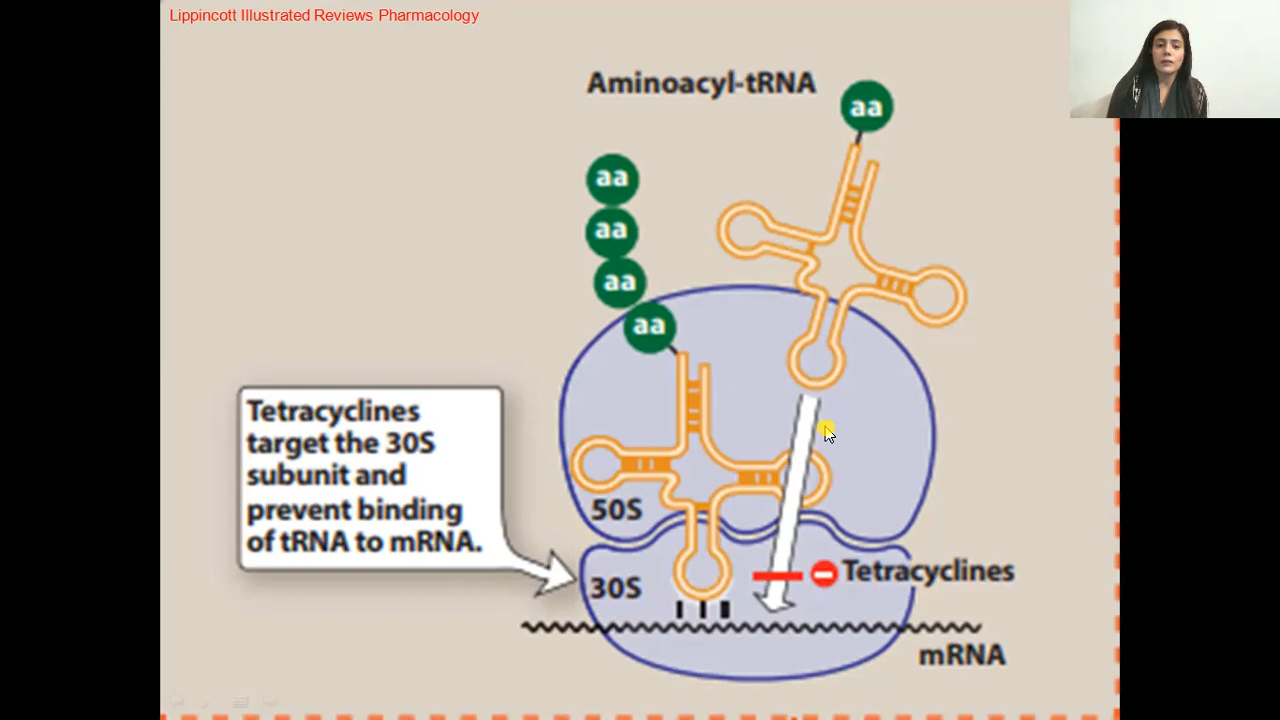 Lippincott Illustrated Reviews Pharmacology
Aminoacyl-tRNA
aa
aa
aa
aa
aa
Tetracyclines
target the 30S
subunit and
prevent binding
of tRNA to mRNA.
50S
30S
Tetracyclines
mRNA